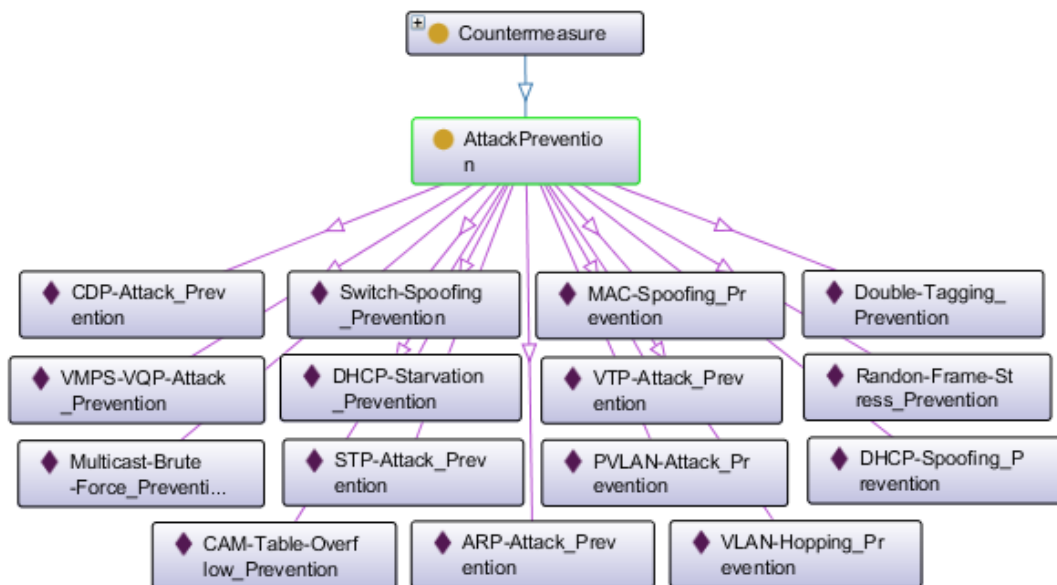 Countermeasure
AttackPreventio
n
CDP-Attack_Prev
ention
Switch-Spoofing
_Prevention
MAC-Spoofing_Pr
evention
Double-Tagging_
Prevention
VMPS-VQP-Attack
_Prevention
DHCP-Starvation
_Prevention
VTP-Attack_Prev
ention
Randon-Frame-St
ress_Prevention
Multicast-Brute
-Force_Preventi...
STP-Attack_Prev
ention
PVLAN-Attack_Pr
evention
DHCP-Spoofing_P
revention
CAM-Table-Overf
low_Prevention
ARP-Attack_Prev
ention
VLAN-Hopping_Pr
evention